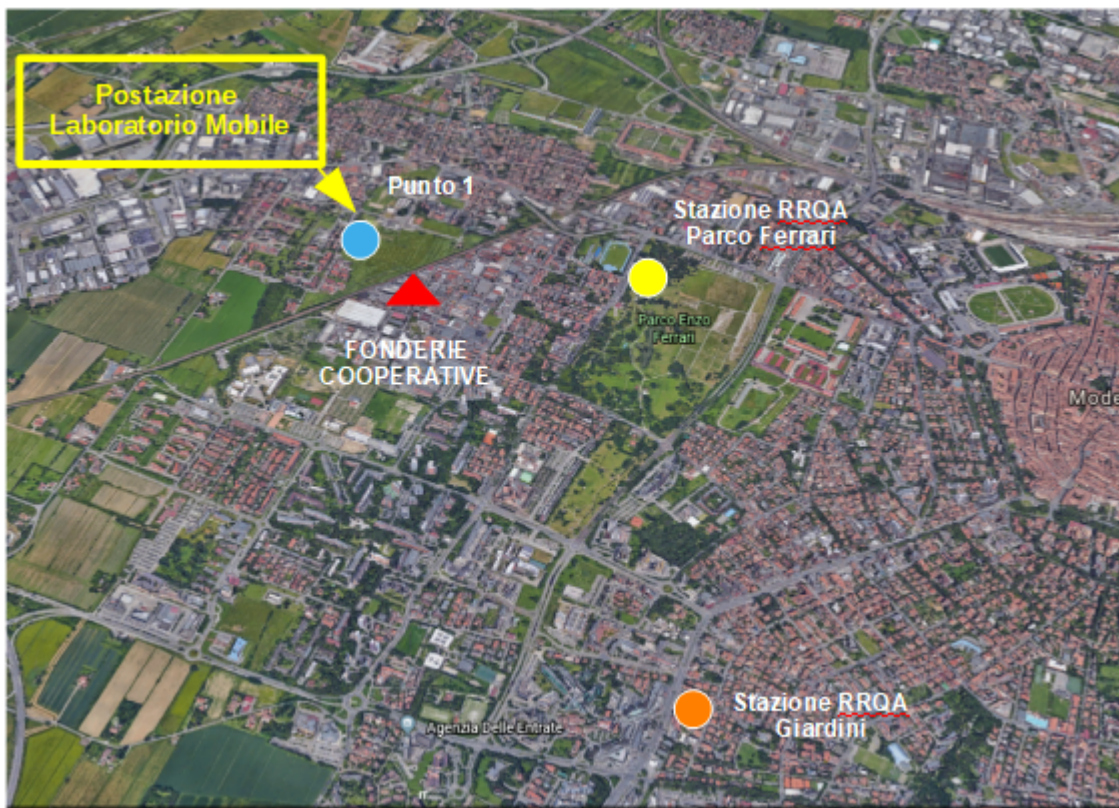 Postazione
Laboratorio Mobile
Punto 1
Stazione RRQA
Parco Ferrari
Parco Enzo
Ferrari
FONDERIE
COOPERATIVE
Mode
Stazione RRQA
Giardini
Agenzia Delle Entrate